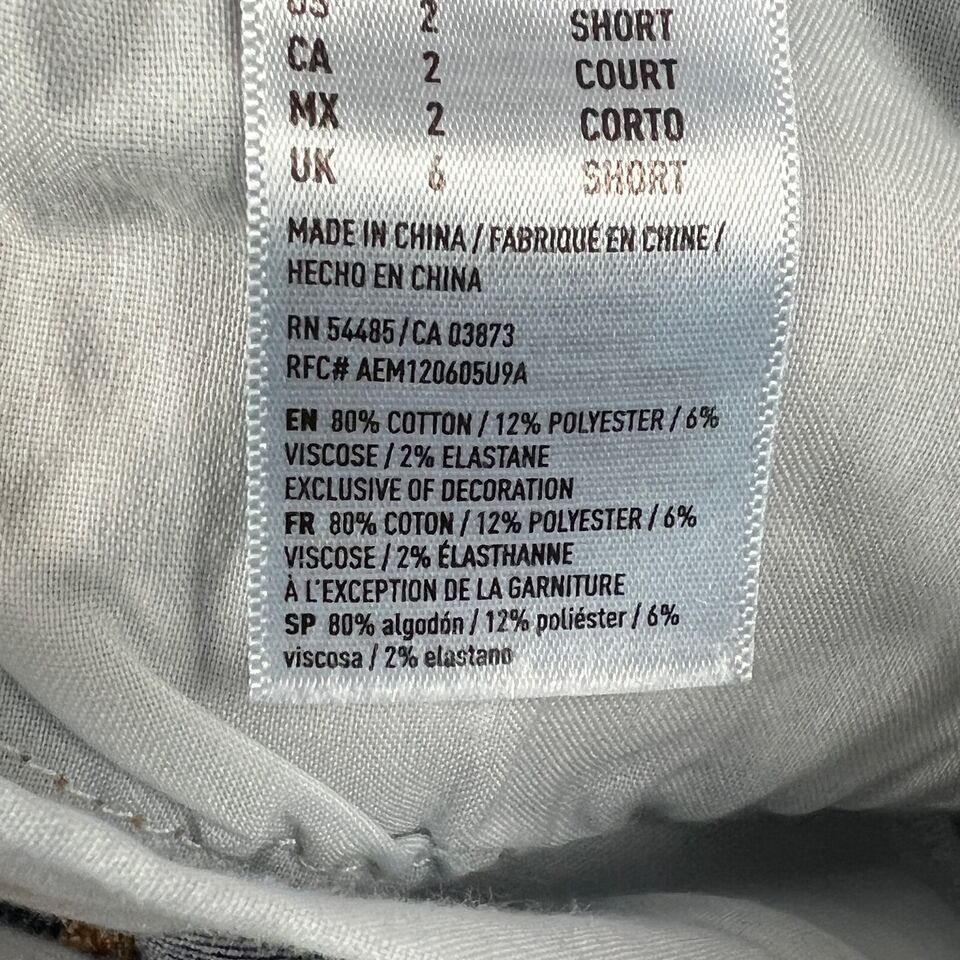 US 2 SHORT
CA 2 COURT
MX 2 CORTO
UK 6 SHORT
MADE IN CHINA / FABRIQUÉ EN CHINE /
HECHO EN CHINA
RN 54485 / CA 03873
RFC# AEM120605U9A
EN 80% COTTON / 12% POLYESTER / 6%
VISCOSE / 2% ELASTANE
EXCLUSIVE OF DECORATION
FR 80% COTON / 12% POLYESTER / 6%
VISCOSE / 2% ÉLASTHANNE
À L'EXCEPTION DE LA GARNITURE
SP 80% algodón / 12% poliéster / 6%
viscosa / 2% elastano